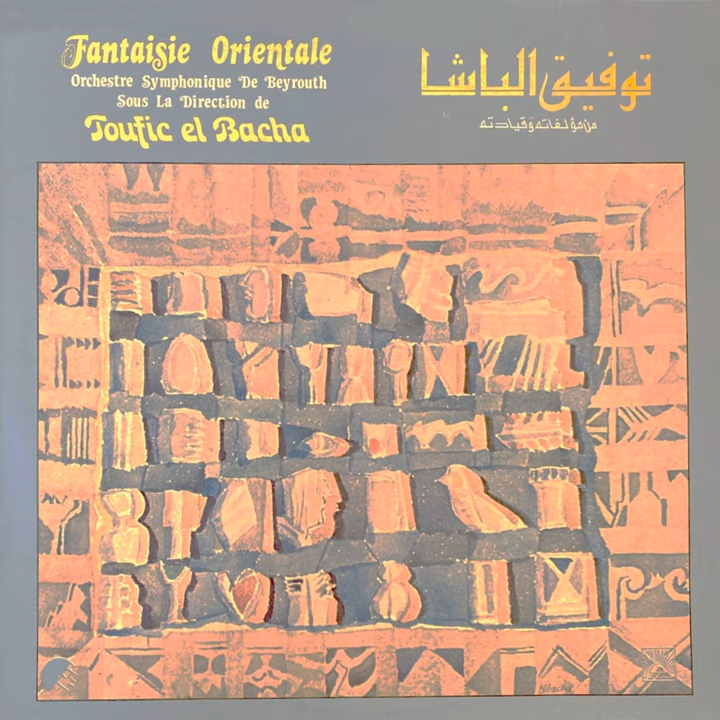 Fantaisie Orientale
Orchestre Symphonique De Beyrouth
Sous La Direction de
Toufic el Bacha
توفيق الباشا
من مؤلفاته وقيادته